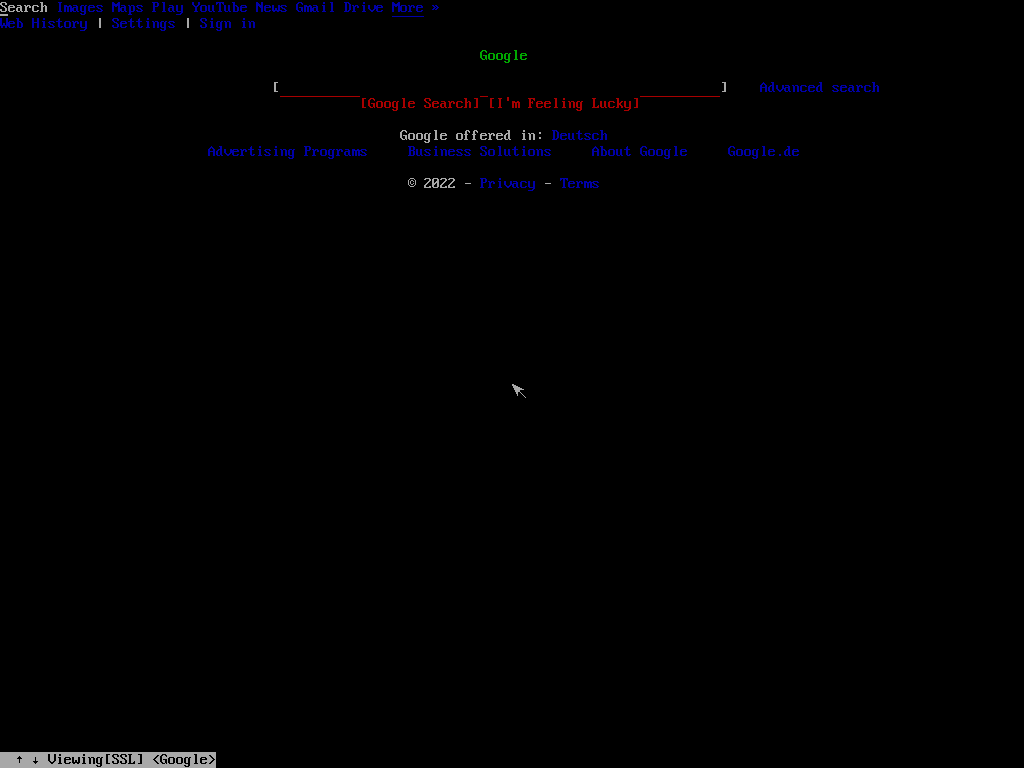 Search Images Maps Play YouTube News Gmail Drive More »
Web History | Settings | Sign in
Google
[ ] Advanced search
[Google Search] [I'm Feeling Lucky]
Google offered in: Deutsch
Advertising Programs Business Solutions About Google Google.de
© 2022 - Privacy - Terms
↑ ↓ Viewing[SSL] <Google>